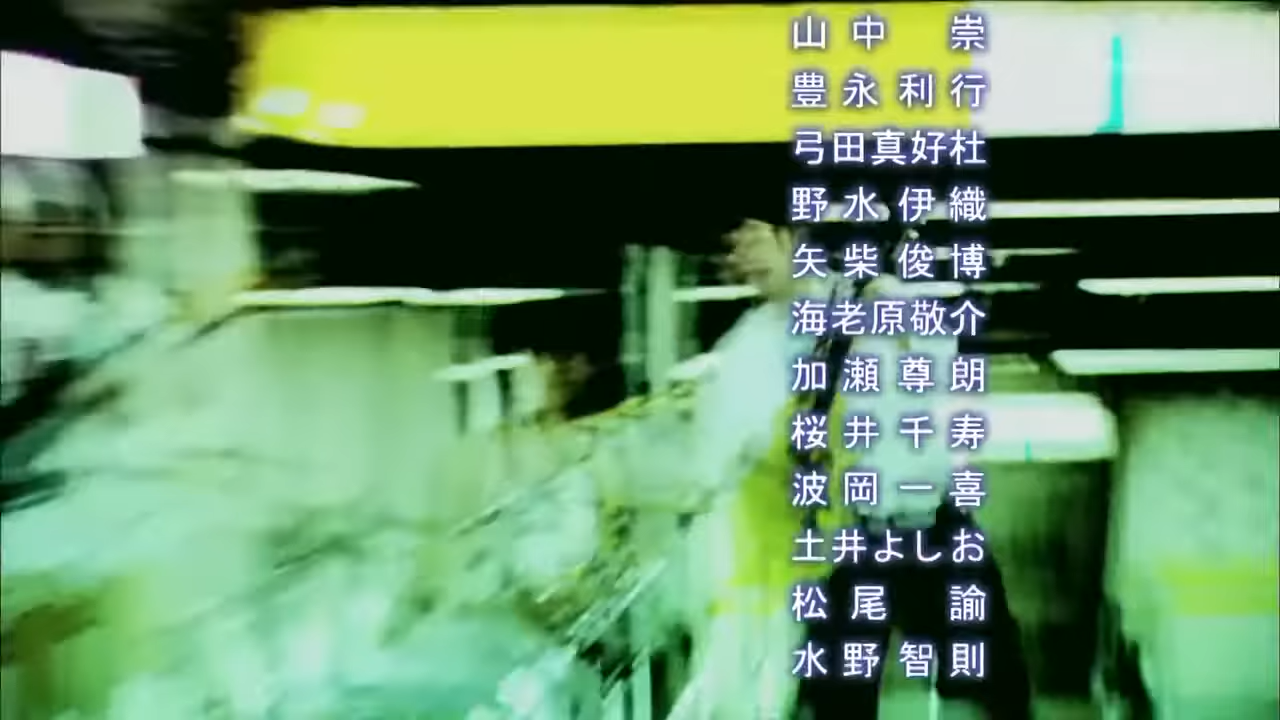 山中 崇
豊永利行
弓田真好杜
野水伊織
矢柴俊博
海老原敬介
加瀬尊朗
桜井千寿
波岡一喜
土井よしお
松尾 諭
水野智則